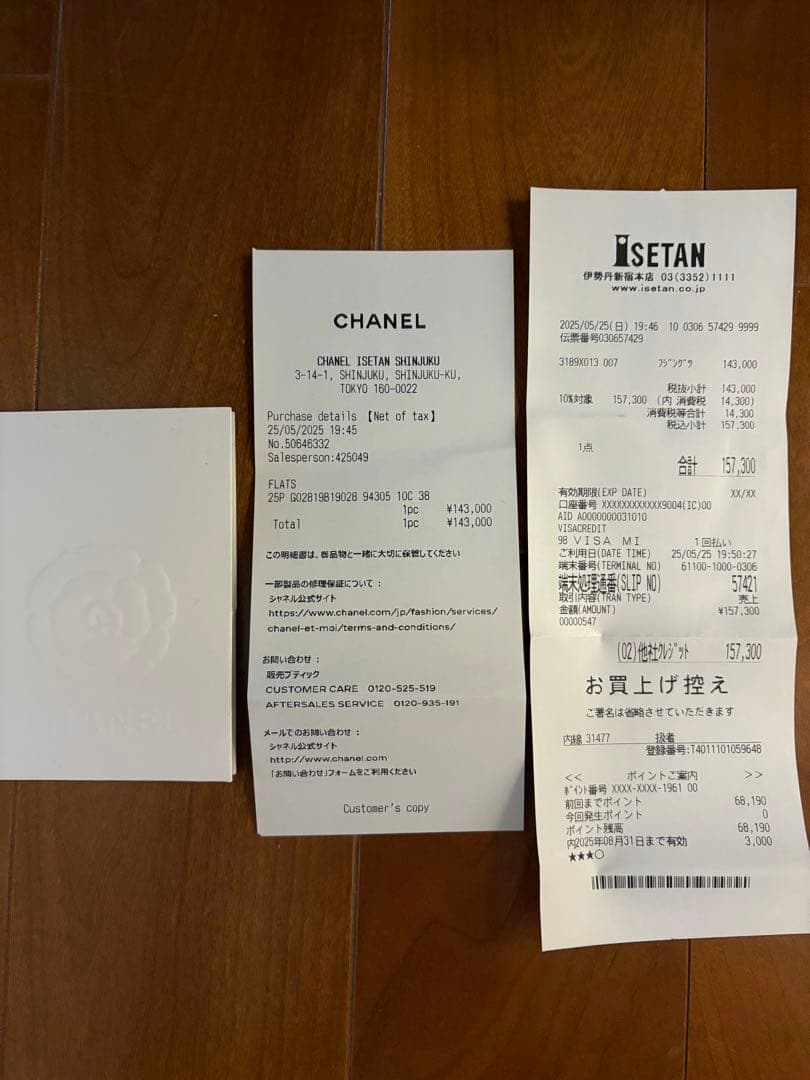 CHANEL
CHANEL ISETAN SHINJUKU
3-14-1, SHINJUKU, SHINJUKU-KU,
TOKYO 160-0022
Purchase details 【Net of tax】
25/05/2025 19:45
No.50646332
Salesperson:425049
FLATS
25P G02819B19028 94305 10C 38
1pc ¥143,000
Total 1pc ¥143,000
この明細書は、御品物と一緒に大切に保管してください
一部製品の修理保証について :
シャネル公式サイト
https://www.chanel.com/jp/fashion/services/
chanel-et-moi/terms-and-conditions/
お問い合わせ :
販売ブティック
CUSTOMER CARE 0120-525-519
AFTERSALES SERVICE 0120-935-191
メールでのお問い合わせ :
シャネル公式サイト
http://www.chanel.com
「お問い合わせ」フォームをご利用ください
Customer's copy
ISETAN
伊勢丹新宿本店 03(3352)1111
www.isetan.co.jp
2025/05/25(日) 19:46 10 0306 57429 9999
伝票番号030657429
3189X013 007 フジングツ 143,000
税抜小計 143,000
10%対象 157,300 (内 消費税 14,300)
消費税等合計 14,300
税込小計 157,300
1点
合計 157,300
有効期限(EXP DATE) XX/XX
口座番号 XXXXXXXXXXXX9004(IC)00
AID A0000000031010
VISACREDIT
98 VISA MI 1回払い
ご利用日(DATE TIME) 25/05/25 19:50:27
端末番号(TERMINAL NO) 61100-1000-0306
端末処理通番(SLIP NO) 57421
取引内容(TRAN TYPE) 売上
金額(AMOUNT) ¥157,300
00000547
(02)他社クレジット 157,300
お買上げ控え
ご署名は省略させていただきます
内線 31477 扱者
登録番号:T4011101059648
<< ポイントご案内 >>
ポイント番号 XXXX-XXXX-1961 00
前回までポイント 68,190
今回発生ポイント 0
ポイント残高 68,190
内2025年08月31日まで有効 3,000
★★★○